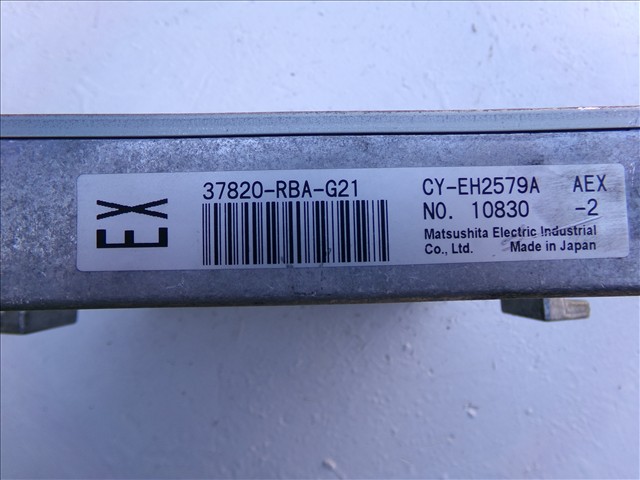 EX
37820-RBA-G21
CY-EH2579A AEX
NO. 10830 -2
Matsushita Electric Industrial
Co., Ltd. Made in Japan